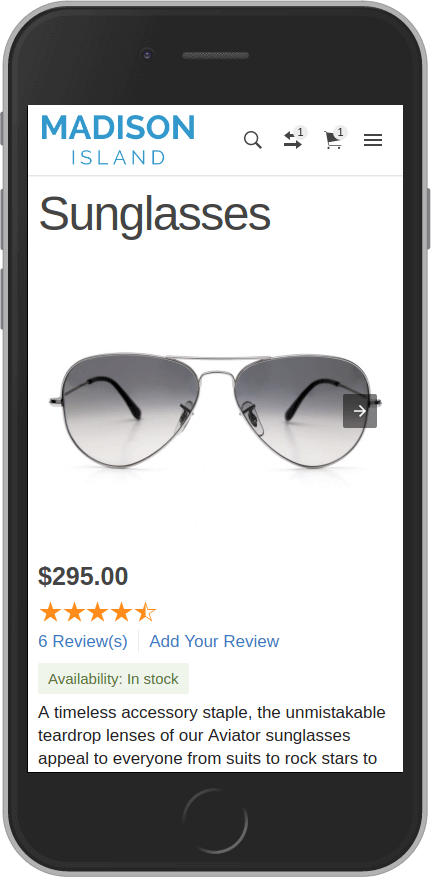 MADISON
ISLAND
1
1
Sunglasses
$295.00
6 Review(s)
Add Your Review
Availability: In stock
A timeless accessory staple, the unmistakable
teardrop lenses of our Aviator sunglasses
appeal to everyone from suits to rock stars to